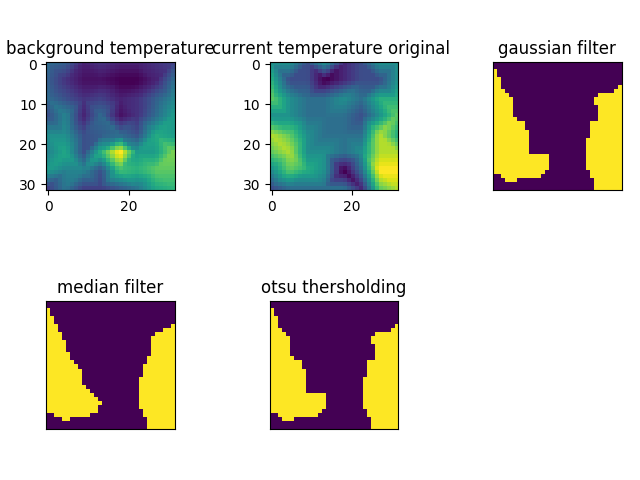 background temperature
current temperature original
gaussian filter
0
10
20
30
0
20
0
10
20
30
0
20
median filter
otsu thersholding